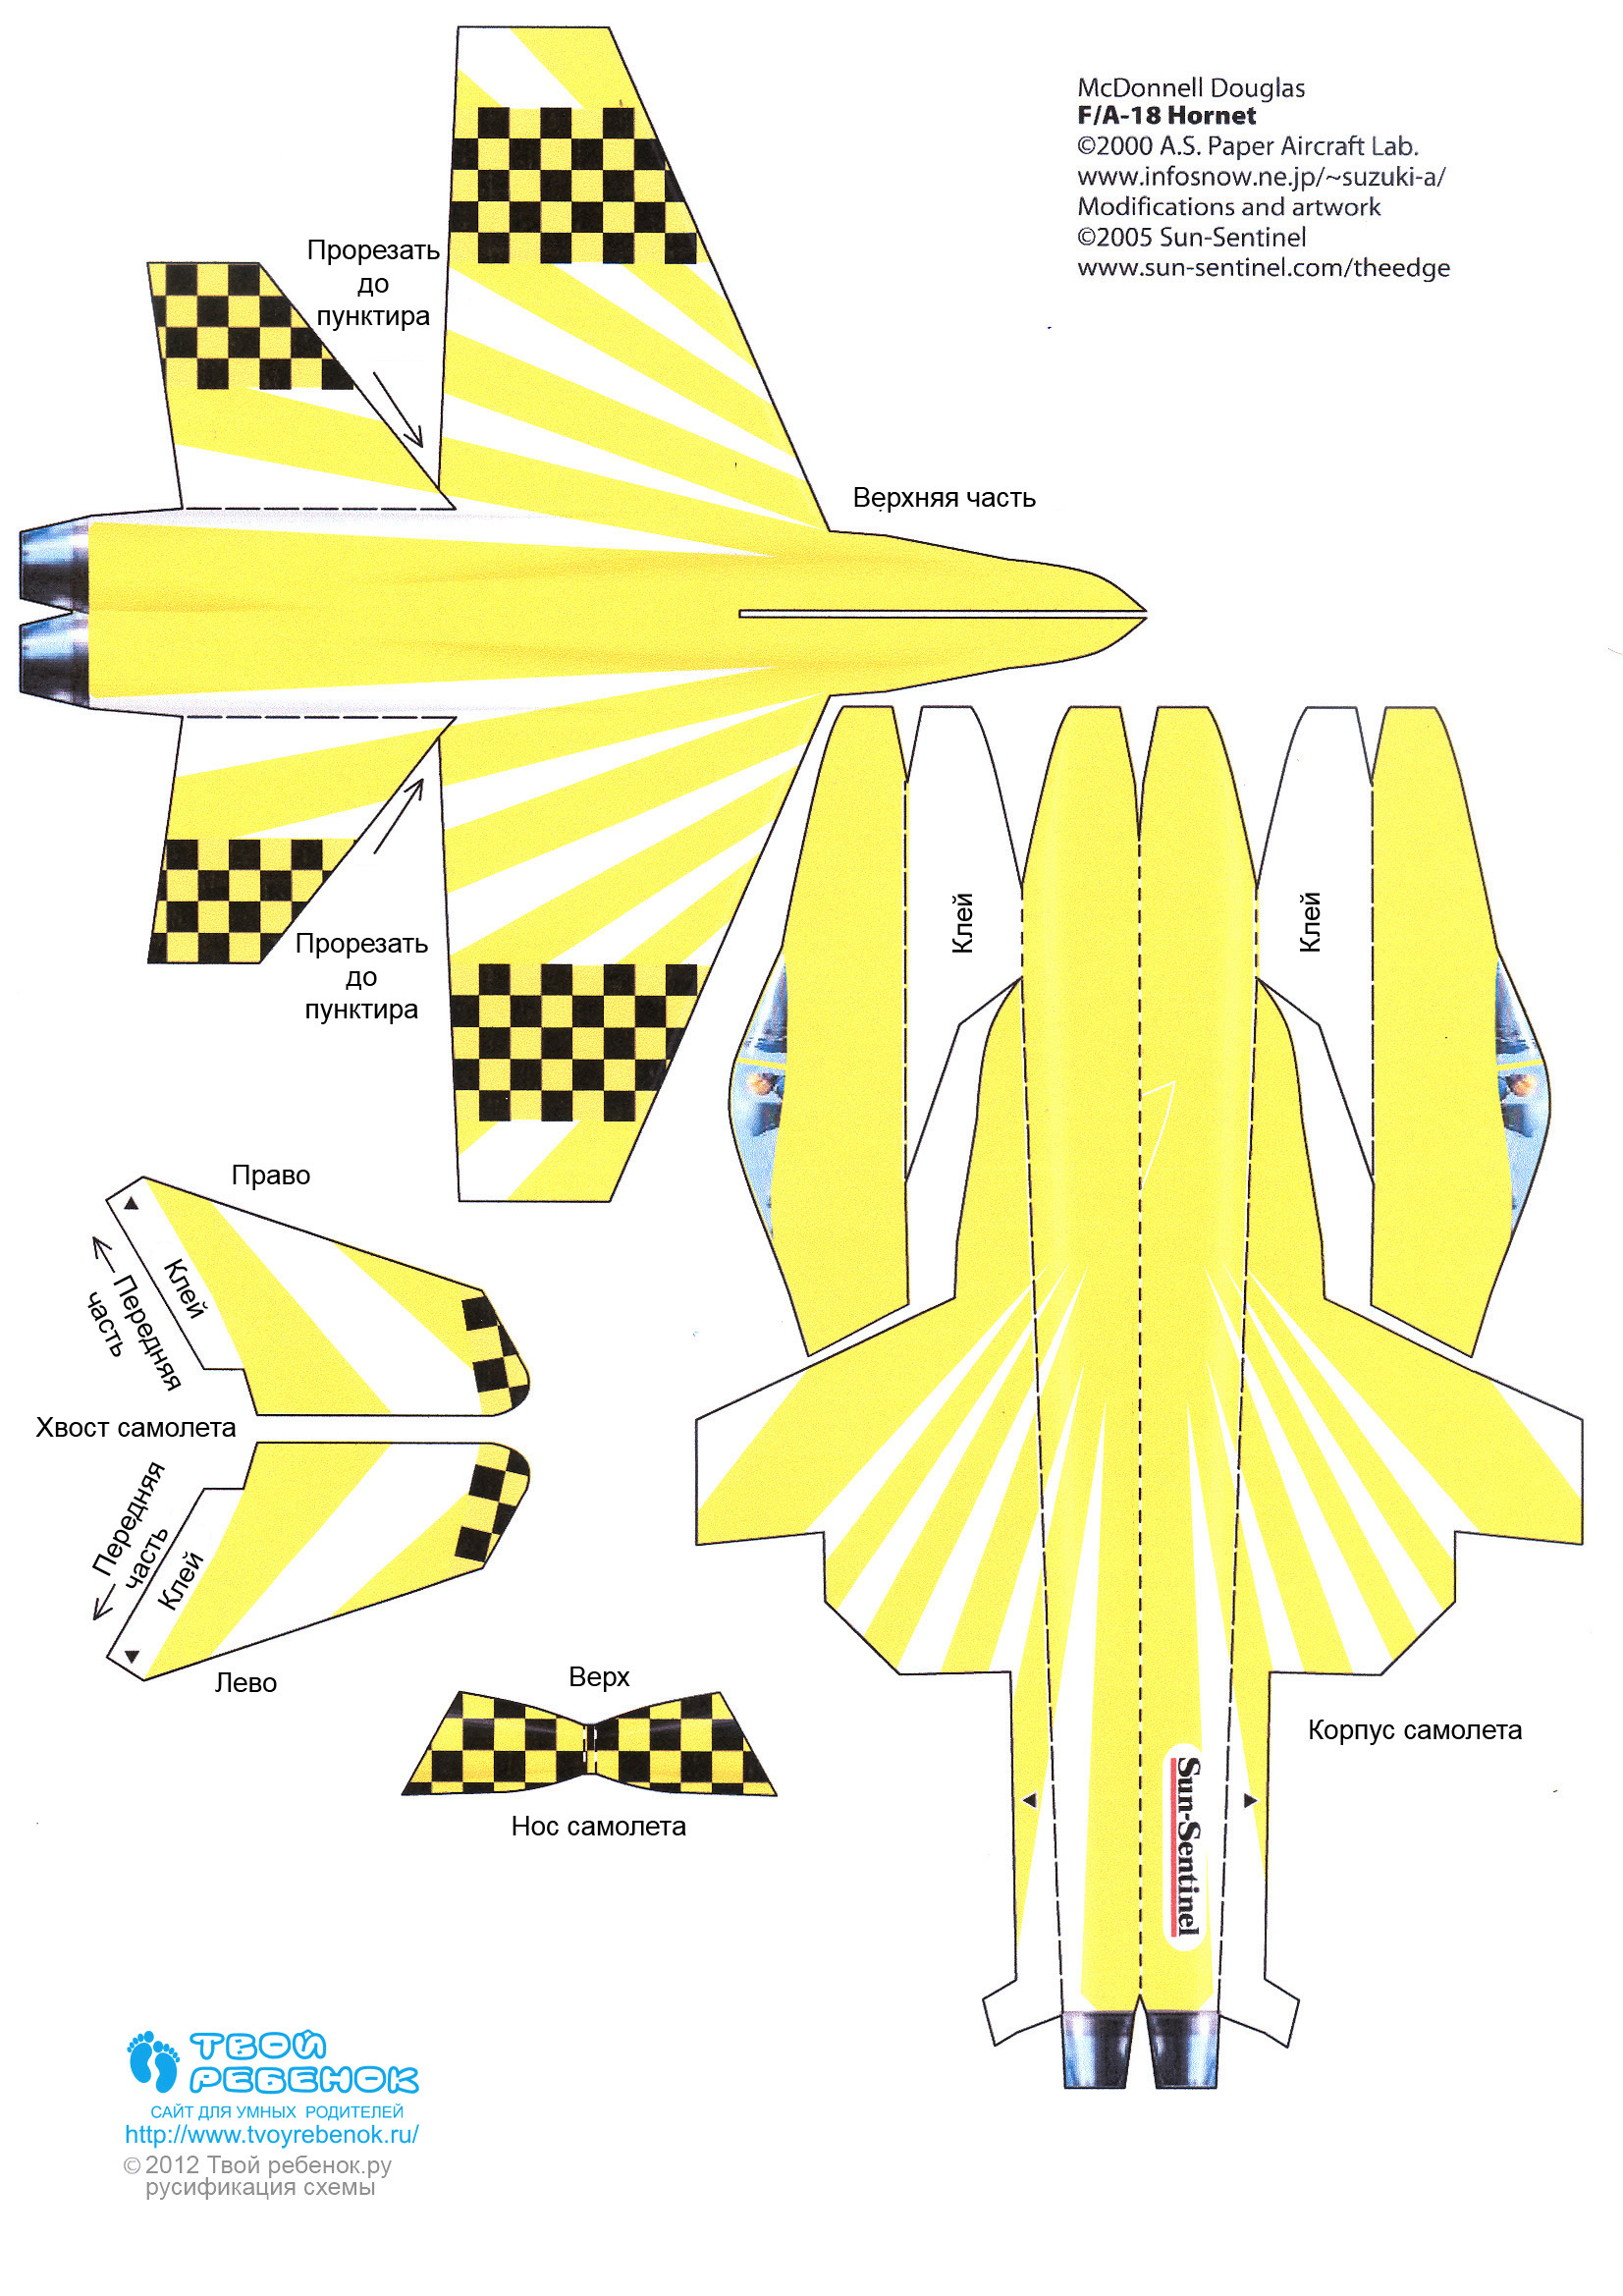 McDonnell Douglas
F/A-18 Hornet
©2000 A.S. Paper Aircraft Lab.
www.infosnow.ne.jp/~suzuki-a/
Modifications and artwork
©2005 Sun-Sentinel
www.sun-sentinel.com/theedge
Прорезать
до
пунктира
Верхняя часть
Прорезать
до
пунктира
Клей
Клей
Право
Клей
Передняя
часть
Хвост самолета
Передняя
часть
Клей
Лево
Верх
Нос самолета
Корпус самолета
Sun-Sentinel
ТВОЙ
РЕБЕНОК
САЙТ ДЛЯ УМНЫХ РОДИТЕЛЕЙ
http://www.tvoyrebenok.ru/
© 2012 Твой ребенок.ру
русификация схемы